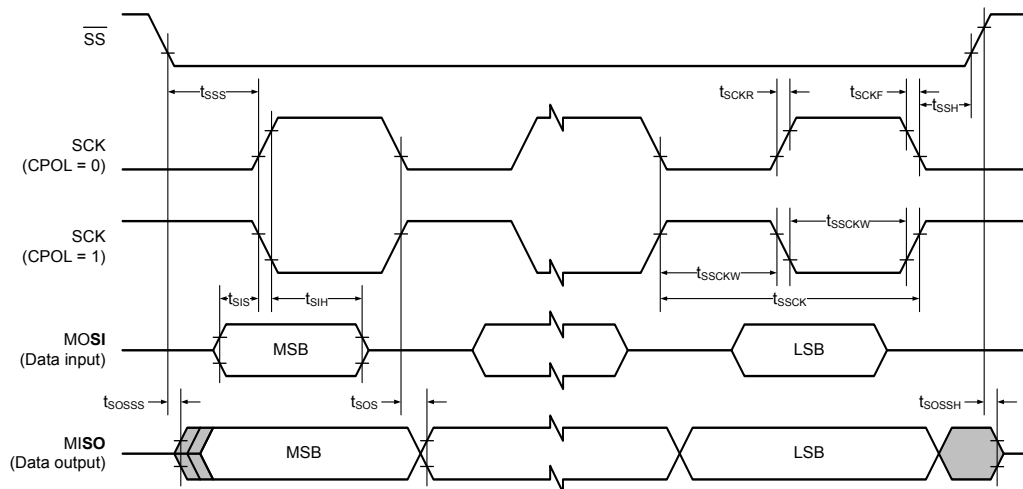 SS
tSSS
tSCKR
tSCKF
tSSH
SCK
(CPOL = 0)
SCK
(CPOL = 1)
tSSCKW
tSSCKW
tSIS
tSIH
tSSCK
MOSI
(Data input)
MSB
LSB
tSOSSS
tSOS
tSOSSH
MISO
(Data output)
MSB
LSB